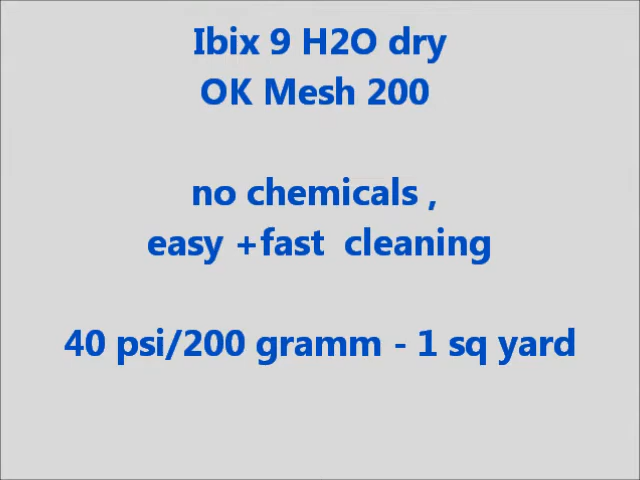 Ibix 9 H2O dry
OK Mesh 200
no chemicals ,
easy +fast cleaning
40 psi/200 gramm - 1 sq yard